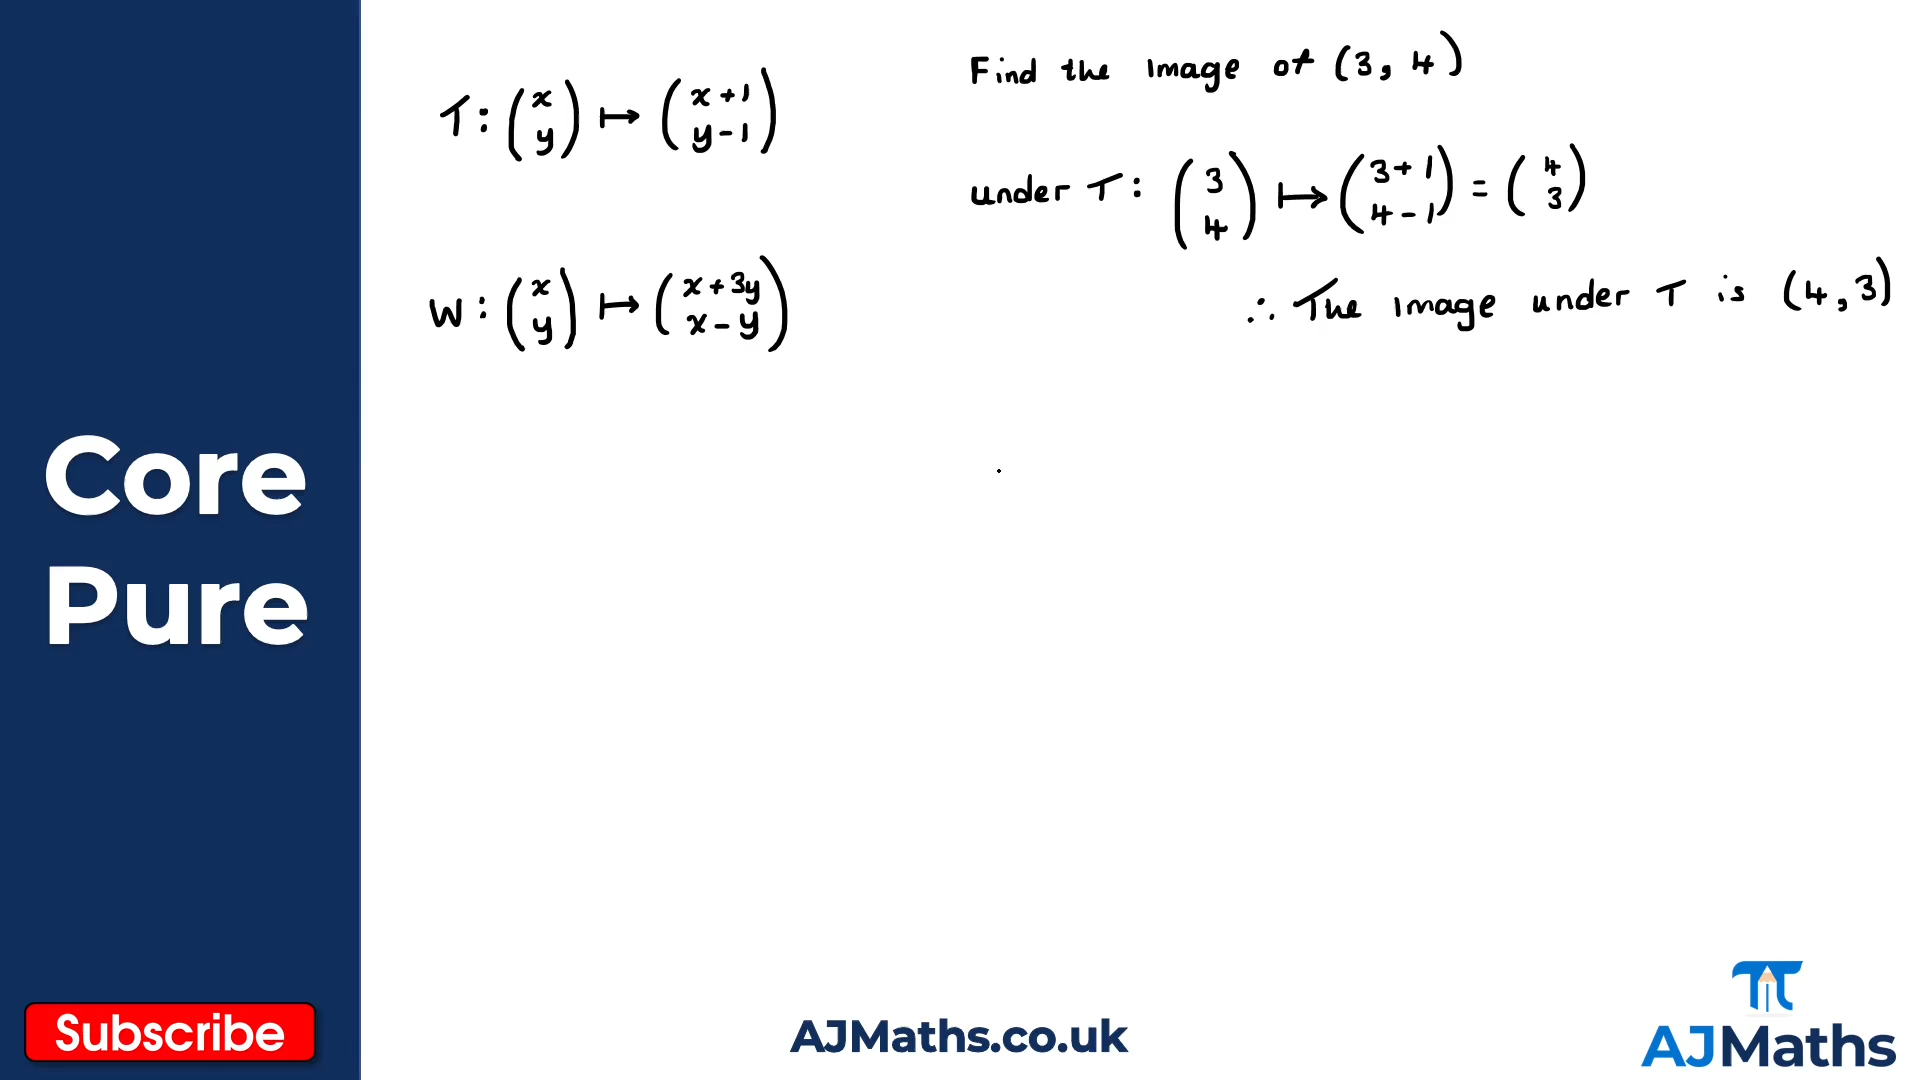 Core
Pure
Subscribe
T: (x y) ↦ (x+1 y-1)
W: (x y) ↦ (x+3y x-y)
Find the image of (3, 4)
under T: (3 4) ↦ (3+1 4-1) = (4 3)
∴ The image under T is (4,3)
AJMaths.co.uk
AJMaths